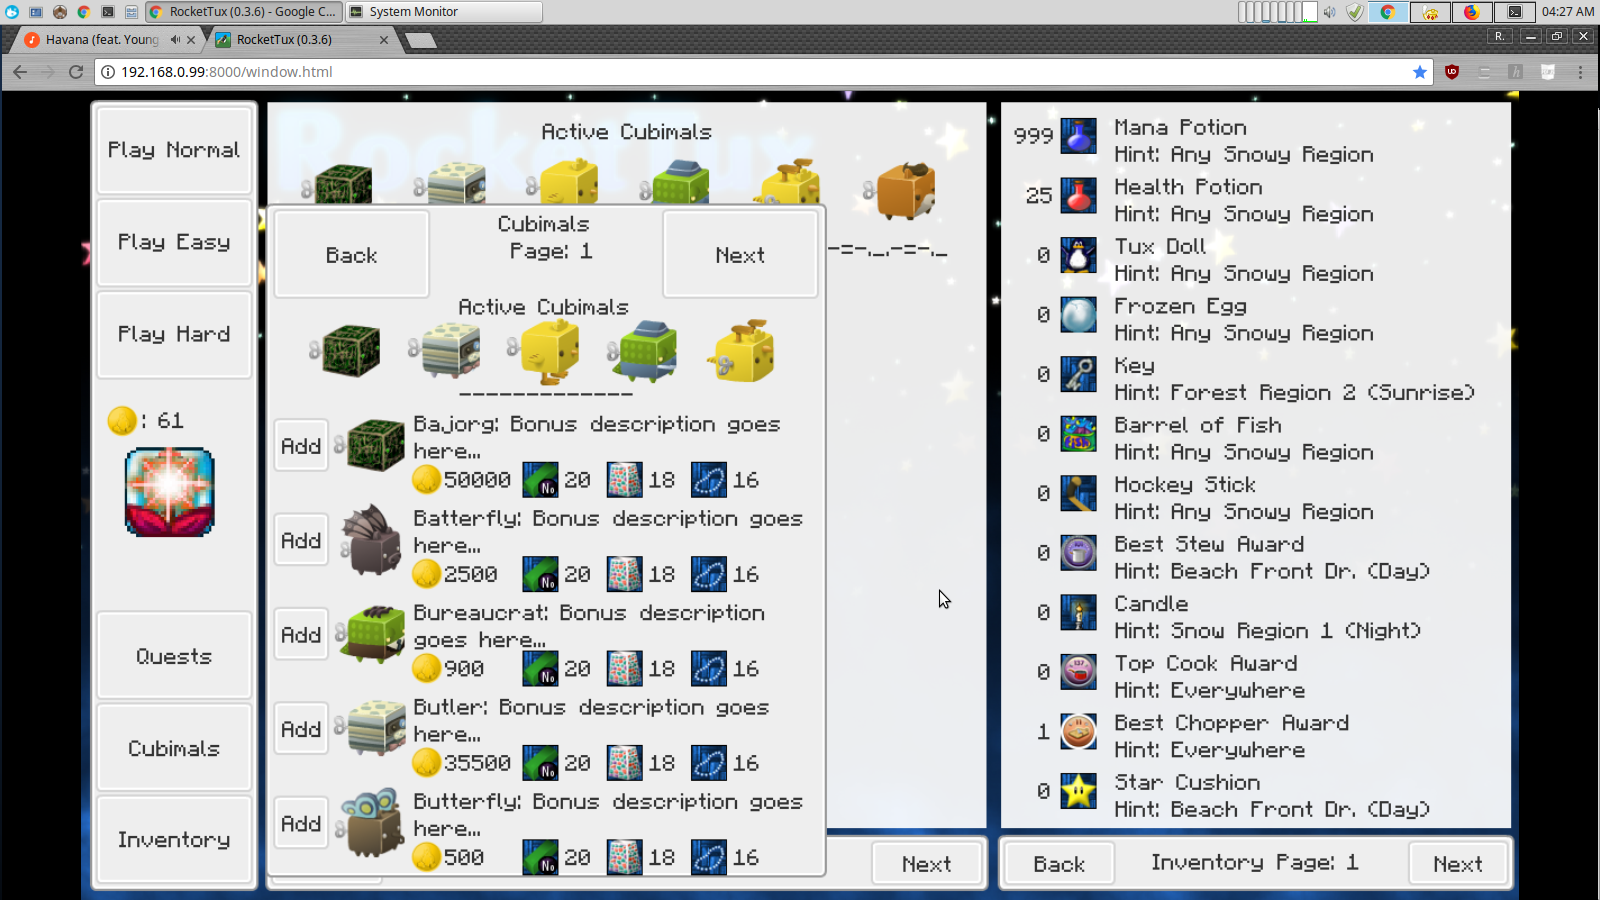 RocketTux (0.3.6) - Google C...
System Monitor
04:27 AM
Havana (feat. Young
RocketTux (0.3.6)
R.
192.168.0.99:8000/window.html
Play Normal
Play Easy
Play Hard
: 61
Quests
Cubimals
Inventory
RocketTux
Active Cubimals
-=-._.-=-._
Back
Cubimals
Page: 1
Next
Active Cubimals
-------------
Add
Bajorg: Bonus description goes
here...
50000 No 20 18 16
Add
Batterfly: Bonus description goes
here...
2500 No 20 18 16
Add
Bureaucrat: Bonus description
goes here...
900 No 20 18 16
Add
Butler: Bonus description goes
here...
35500 No 20 18 16
Add
Butterfly: Bonus description goes
here...
500 No 20 18 16
Next
999 Mana Potion
Hint: Any Snowy Region
25 Health Potion
Hint: Any Snowy Region
0 Tux Doll
Hint: Any Snowy Region
0 Frozen Egg
Hint: Any Snowy Region
0 Key
Hint: Forest Region 2 (Sunrise)
0 FISH Barrel of Fish
Hint: Any Snowy Region
0 Hockey Stick
Hint: Any Snowy Region
0 Best Stew Award
Hint: Beach Front Dr. (Day)
0 Candle
Hint: Snow Region 1 (Night)
0 Top Cook Award
Hint: Everywhere
1 Best Chopper Award
Hint: Everywhere
0 Star Cushion
Hint: Beach Front Dr. (Day)
Back
Inventory Page: 1
Next